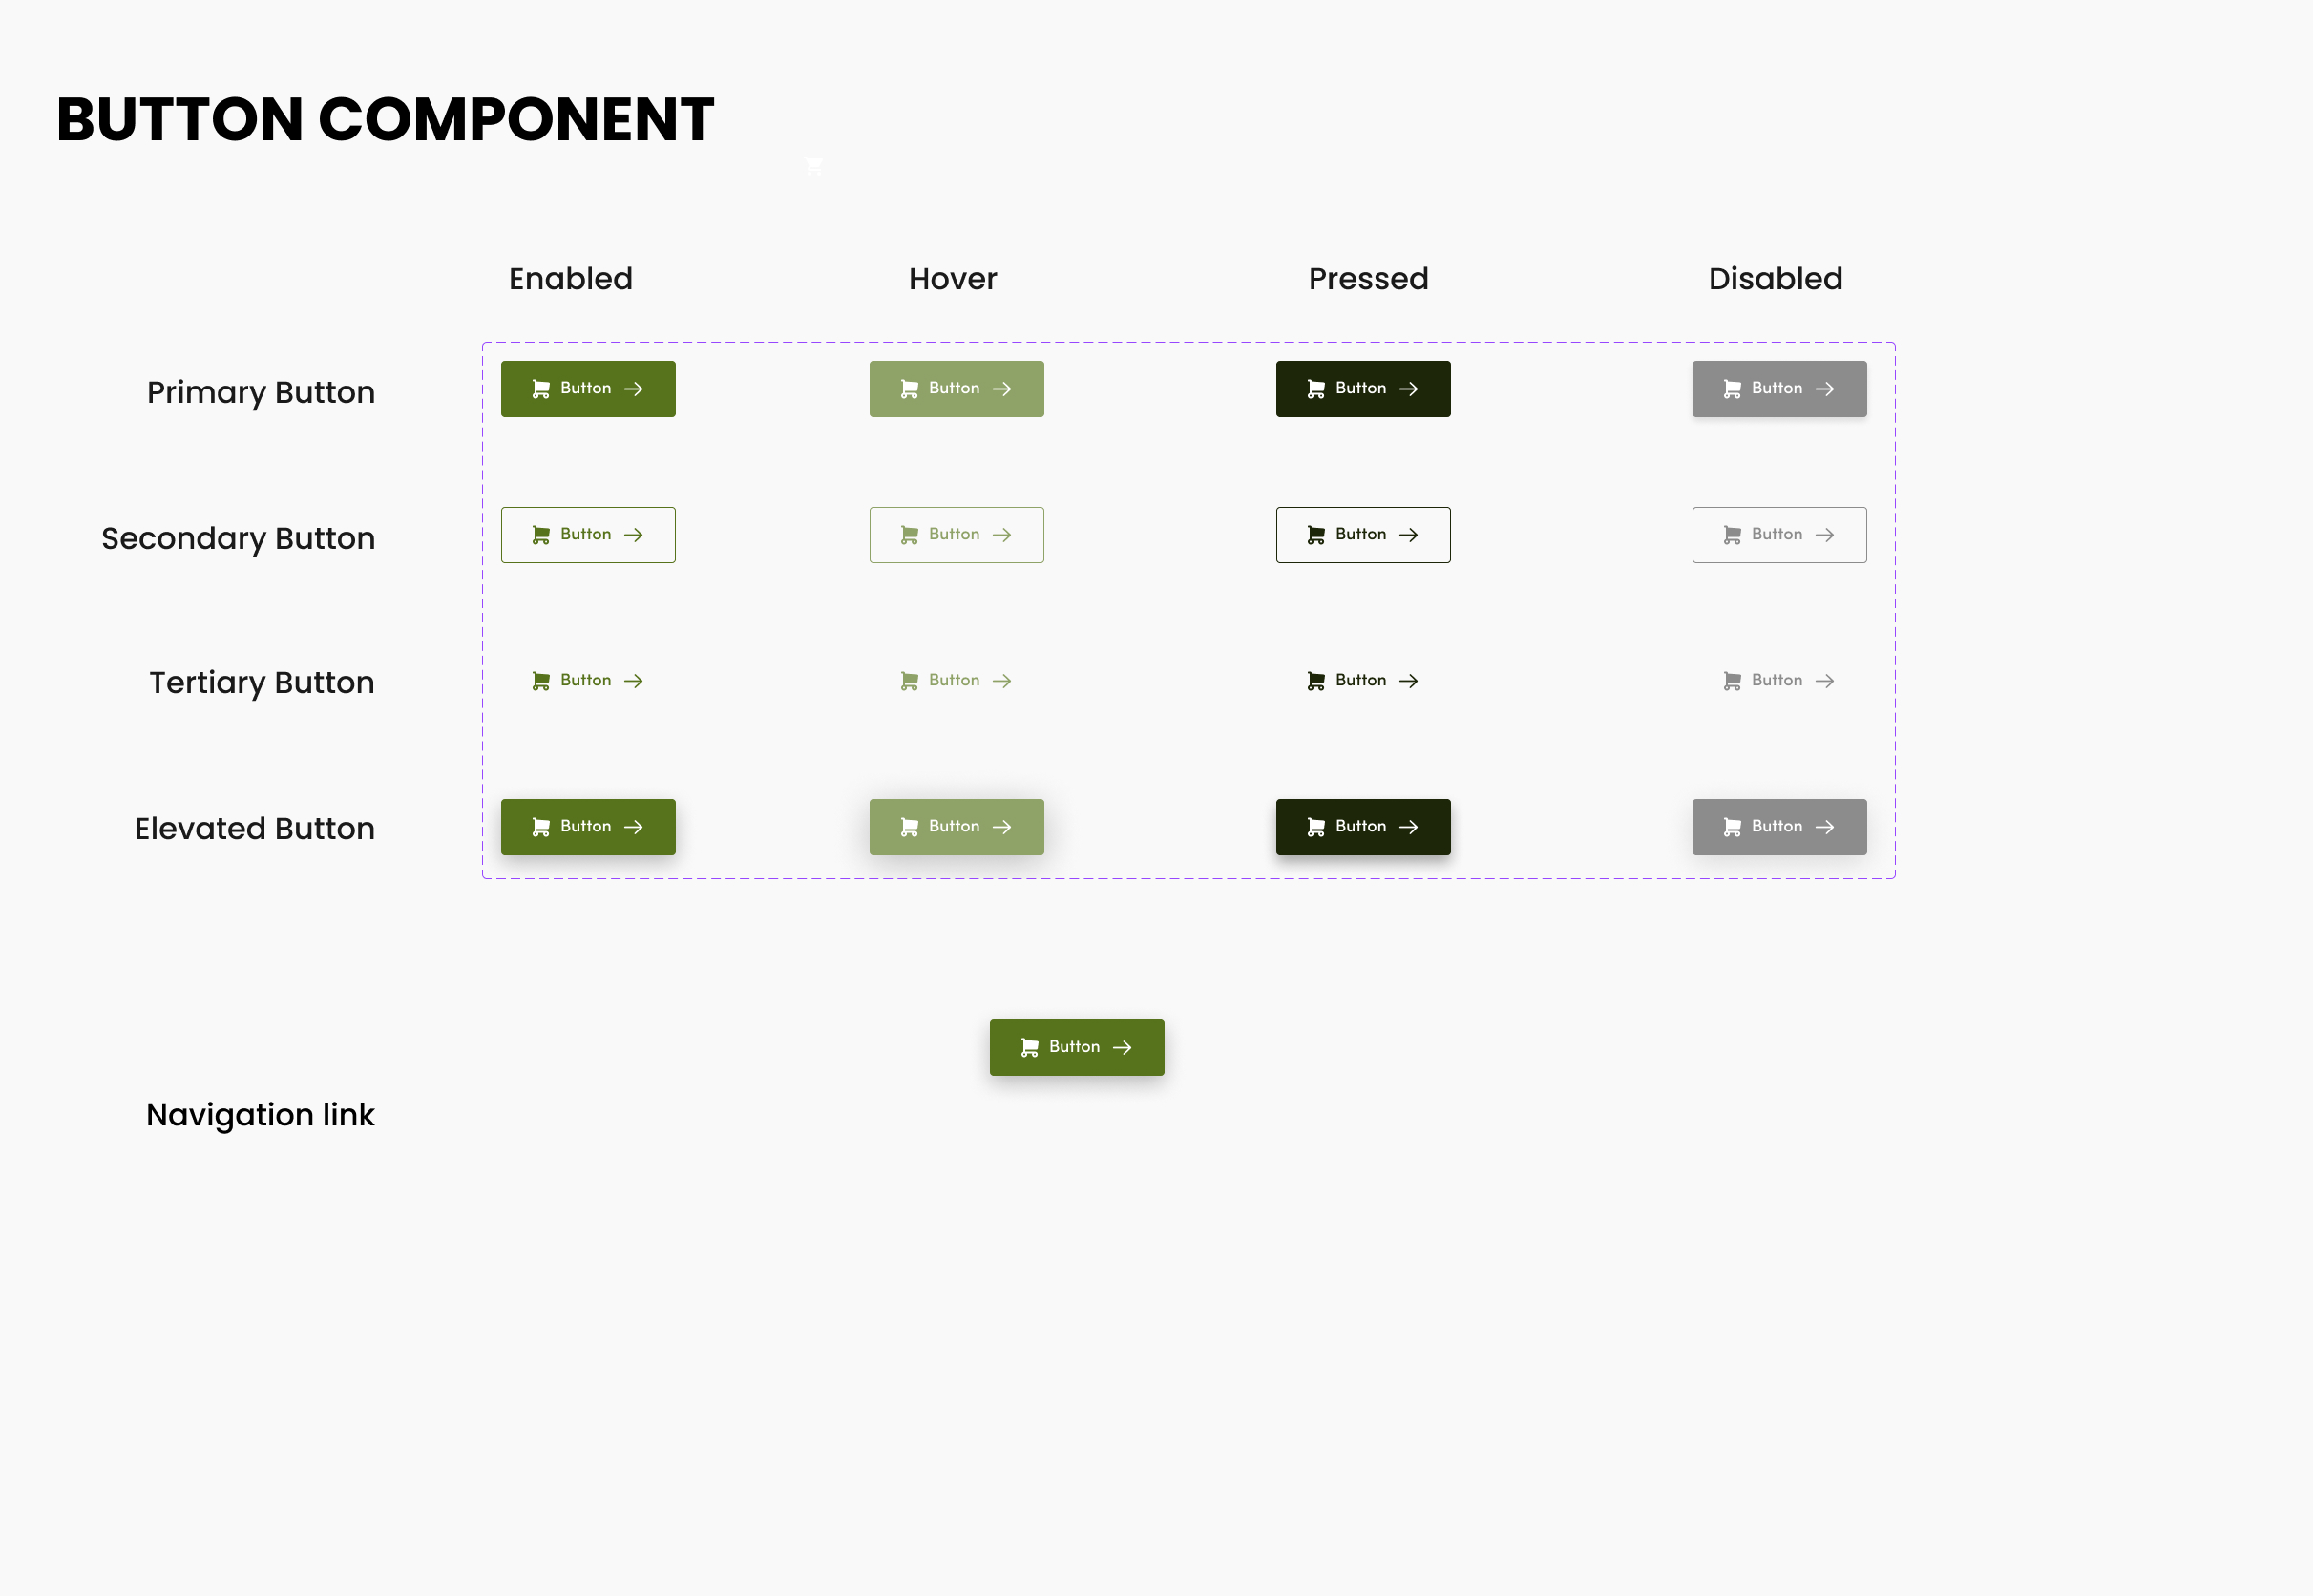 BUTTON COMPONENT
Enabled Hover Pressed Disabled
Primary Button Button Button Button Button
Secondary Button Button Button Button Button
Tertiary Button Button Button Button Button
Elevated Button Button Button Button Button
Button
Navigation link